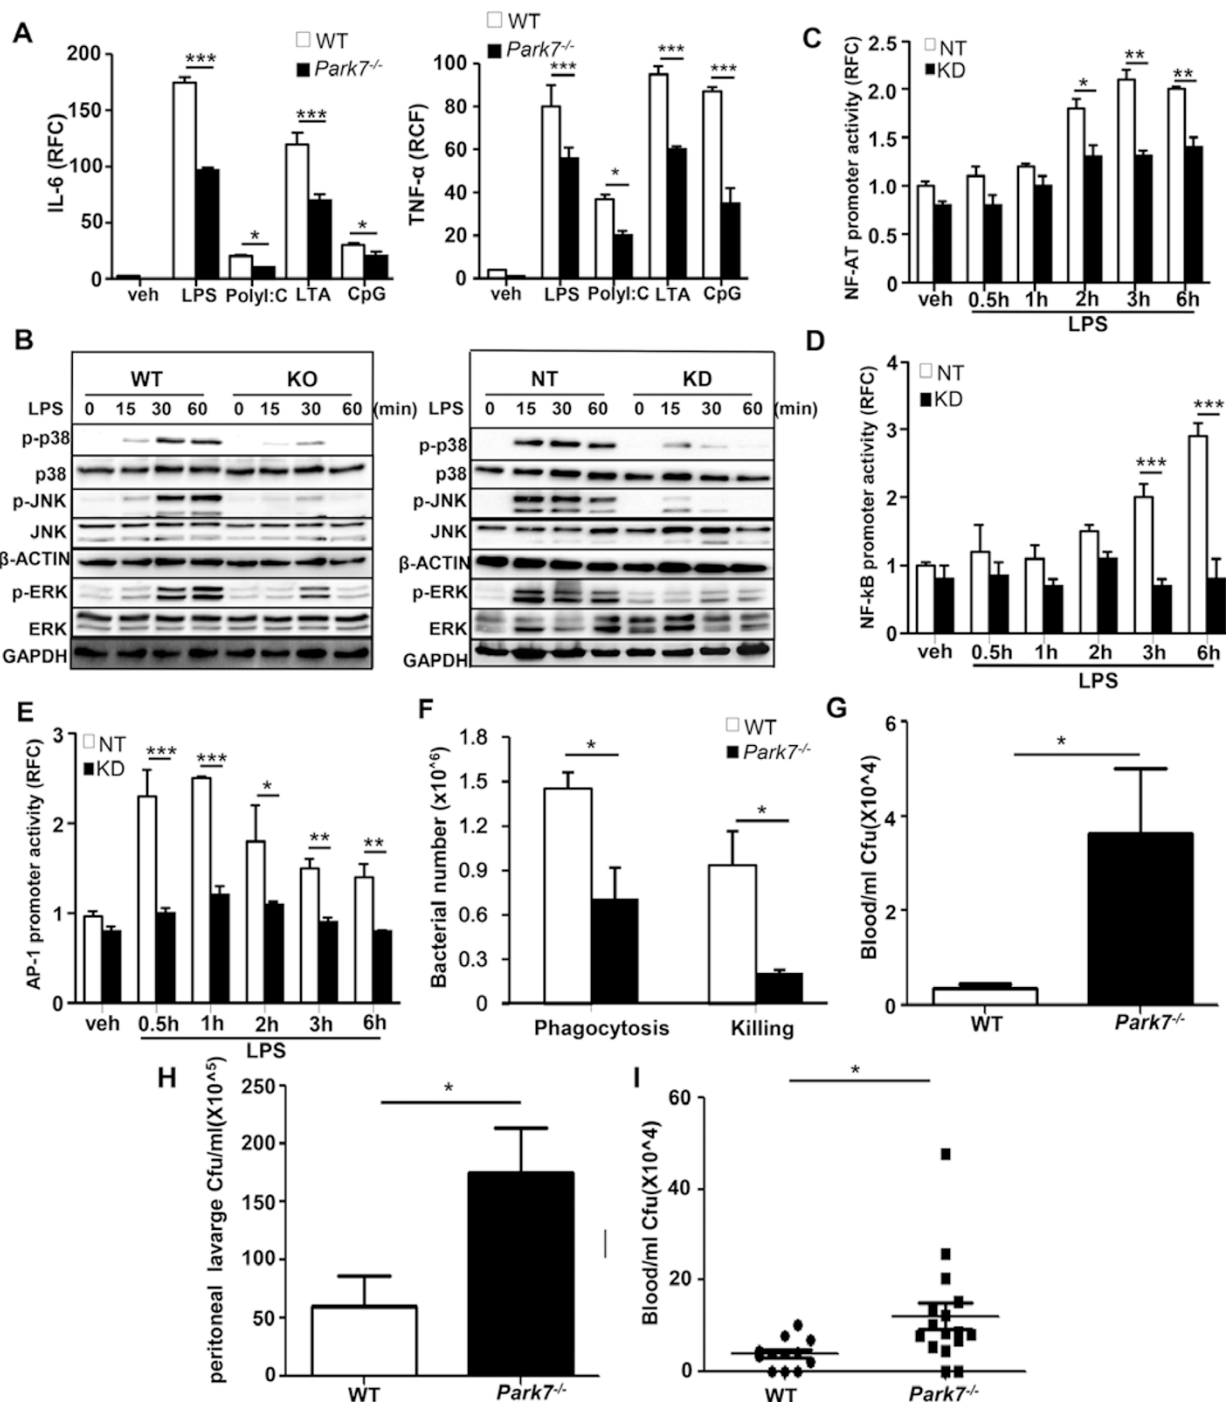 A
WT
Park7-/-
200
150
100
50
0
IL-6 (RFC)
***
*
***
*
veh LPS PolyI:C LTA CpG
WT
Park7-/-
100
80
60
40
20
0
TNF-α (RCF)
***
*
***
***
veh LPS PolyI:C LTA CpG
C
NT
KD
2.5
2.0
1.5
1.0
0.5
0
NF-AT promoter activity (RFC)
*
**
**
veh 0.5h 1h 2h 3h 6h
LPS
B
WT KO
LPS 0 15 30 60 0 15 30 60 (min)
p-p38
p38
p-JNK
JNK
β-ACTIN
p-ERK
ERK
GAPDH
NT KD
LPS 0 15 30 60 0 15 30 60 (min)
p-p38
p38
p-JNK
JNK
β-ACTIN
p-ERK
ERK
GAPDH
D
NT
KD
4
3
2
1
0
NF-kB promoter activity (RFC)
***
***
veh 0.5h 1h 2h 3h 6h
LPS
E
NT
KD
3
2
1
0
AP-1 promoter activity (RFC)
***
***
*
**
**
veh 0.5h 1h 2h 3h 6h
LPS
F
WT
Park7-/-
1.8
1.5
1.2
0.9
0.6
0.3
0
Bacterial number (x10^6)
*
*
Phagocytosis Killing
G
6
4
2
0
Blood/ml Cfu(X10^4)
*
WT Park7-/-
H
250
200
150
100
50
0
peritoneal lavarge Cfu/ml(X10^5)
*
WT Park7-/-
I
60
40
20
0
Blood/ml Cfu(X10^4)
*
WT Park7-/-